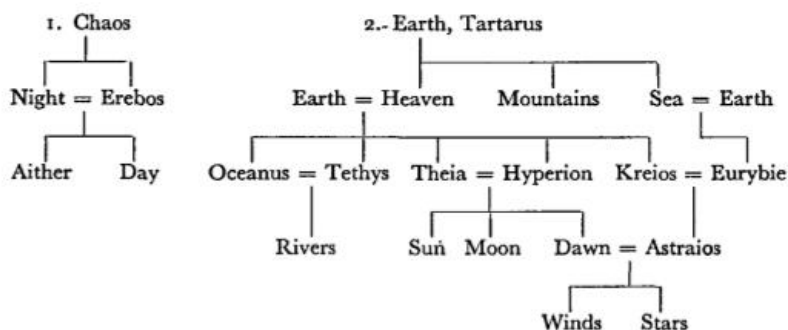 1. Chaos 2.- Earth, Tartarus
Night = Erebos Earth = Heaven Mountains Sea = Earth
Aither Day Oceanus = Tethys Theia = Hyperion Kreios = Eurybie
Rivers Sun Moon Dawn = Astraios
Winds Stars